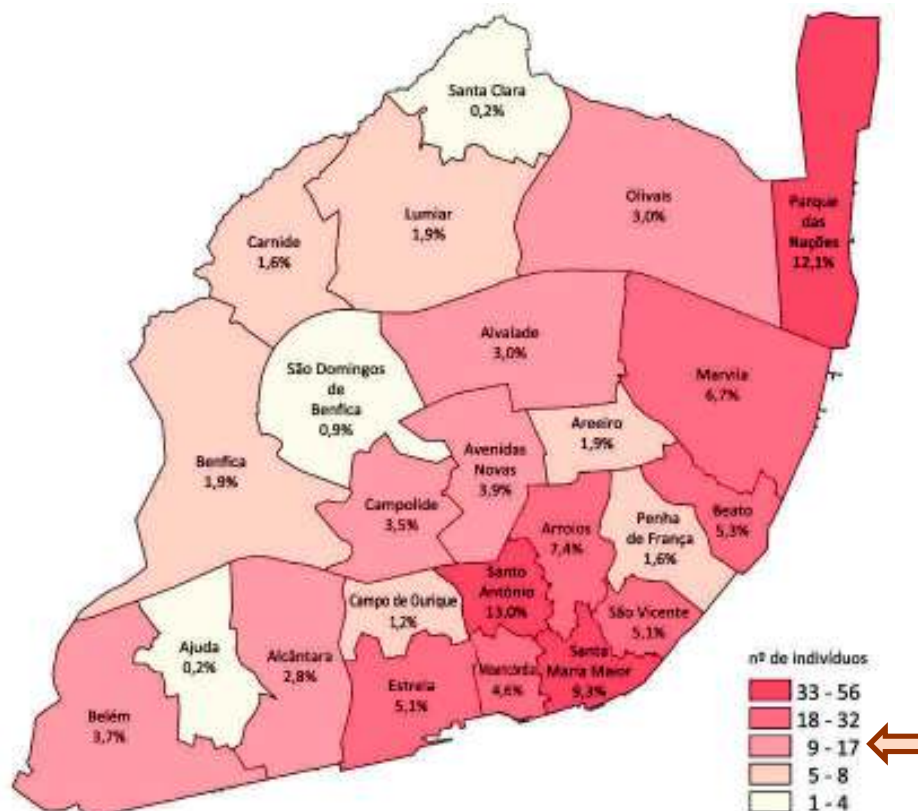 Santa Clara
0,2%
Olivais
3,0%
Lumiar
1,9%
Parque
das
Nações
12,1%
Carnide
1,6%
Alvalade
3,0%
São Domingos
de
Benfica
0,9%
Marvila
6,7%
Areeiro
1,9%
Avenidas
Novas
3,9%
Benfica
1,9%
Campolide
3,5%
Beato
5,3%
Penha
de França
1,6%
Arroios
7,4%
Santo
António
13,0%
Campo de Ourique
1,2%
São Vicente
5,1%
Ajuda
0,2%
Alcântara
2,8%
Santa
Maria Maior
9,3%
Misericórdia
4,6%
Estrela
5,1%
Belém
3,7%
nº de indivíduos
33 - 56
18 - 32
9 - 17
5 - 8
1 - 4